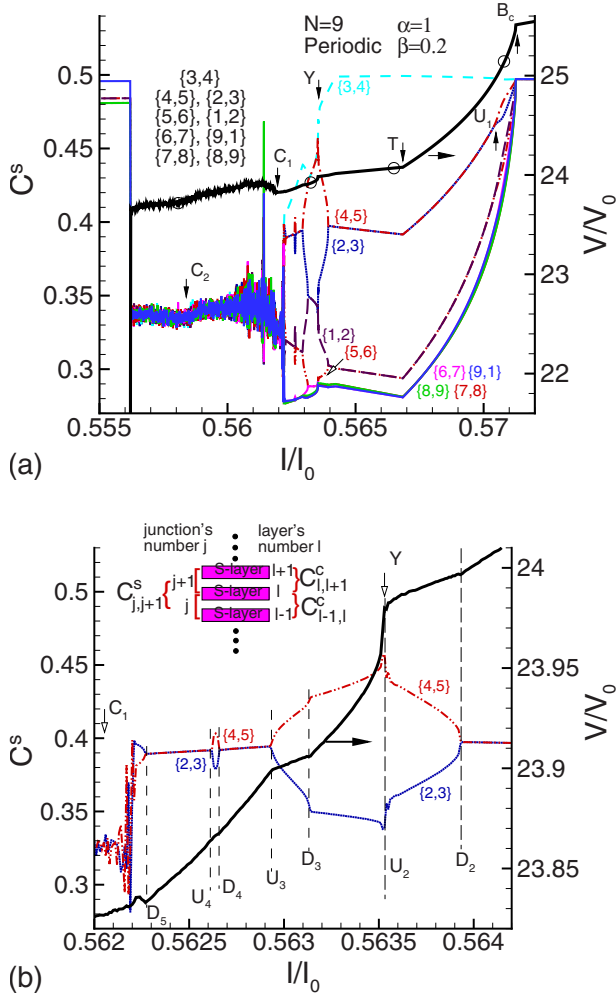 N=9 α=1
Periodic β=0.2
B_c
{3,4}
{4,5}, {2,3}
{5,6}, {1,2}
{6,7}, {9,1}
{7,8}, {8,9}
Y
{3,4}
T
U_1
C_1
C_2
{4,5}
{2,3}
{1,2}
{5,6}
{6,7} {9,1}
{8,9} {7,8}
0.5
0.45
0.4
0.35
0.3
C^s
25
24
23
22
V/V_0
0.555
0.56
0.565
0.57
I/I_0
(a)
junction's
number j
layer's
number l
S-layer
S-layer
S-layer
j+1
j
l+1
l
l-1
C^s_{j,j+1}
C^c_{l,l+1}
C^c_{l-1,l}
Y
C_1
{4,5}
{2,3}
{4,5}
{2,3}
D_5
U_4
D_4
U_3
D_3
U_2
D_2
0.5
0.45
0.4
0.35
0.3
C^s
24
23.95
23.9
23.85
V/V_0
0.562
0.5625
0.563
0.5635
0.564
I/I_0
(b)